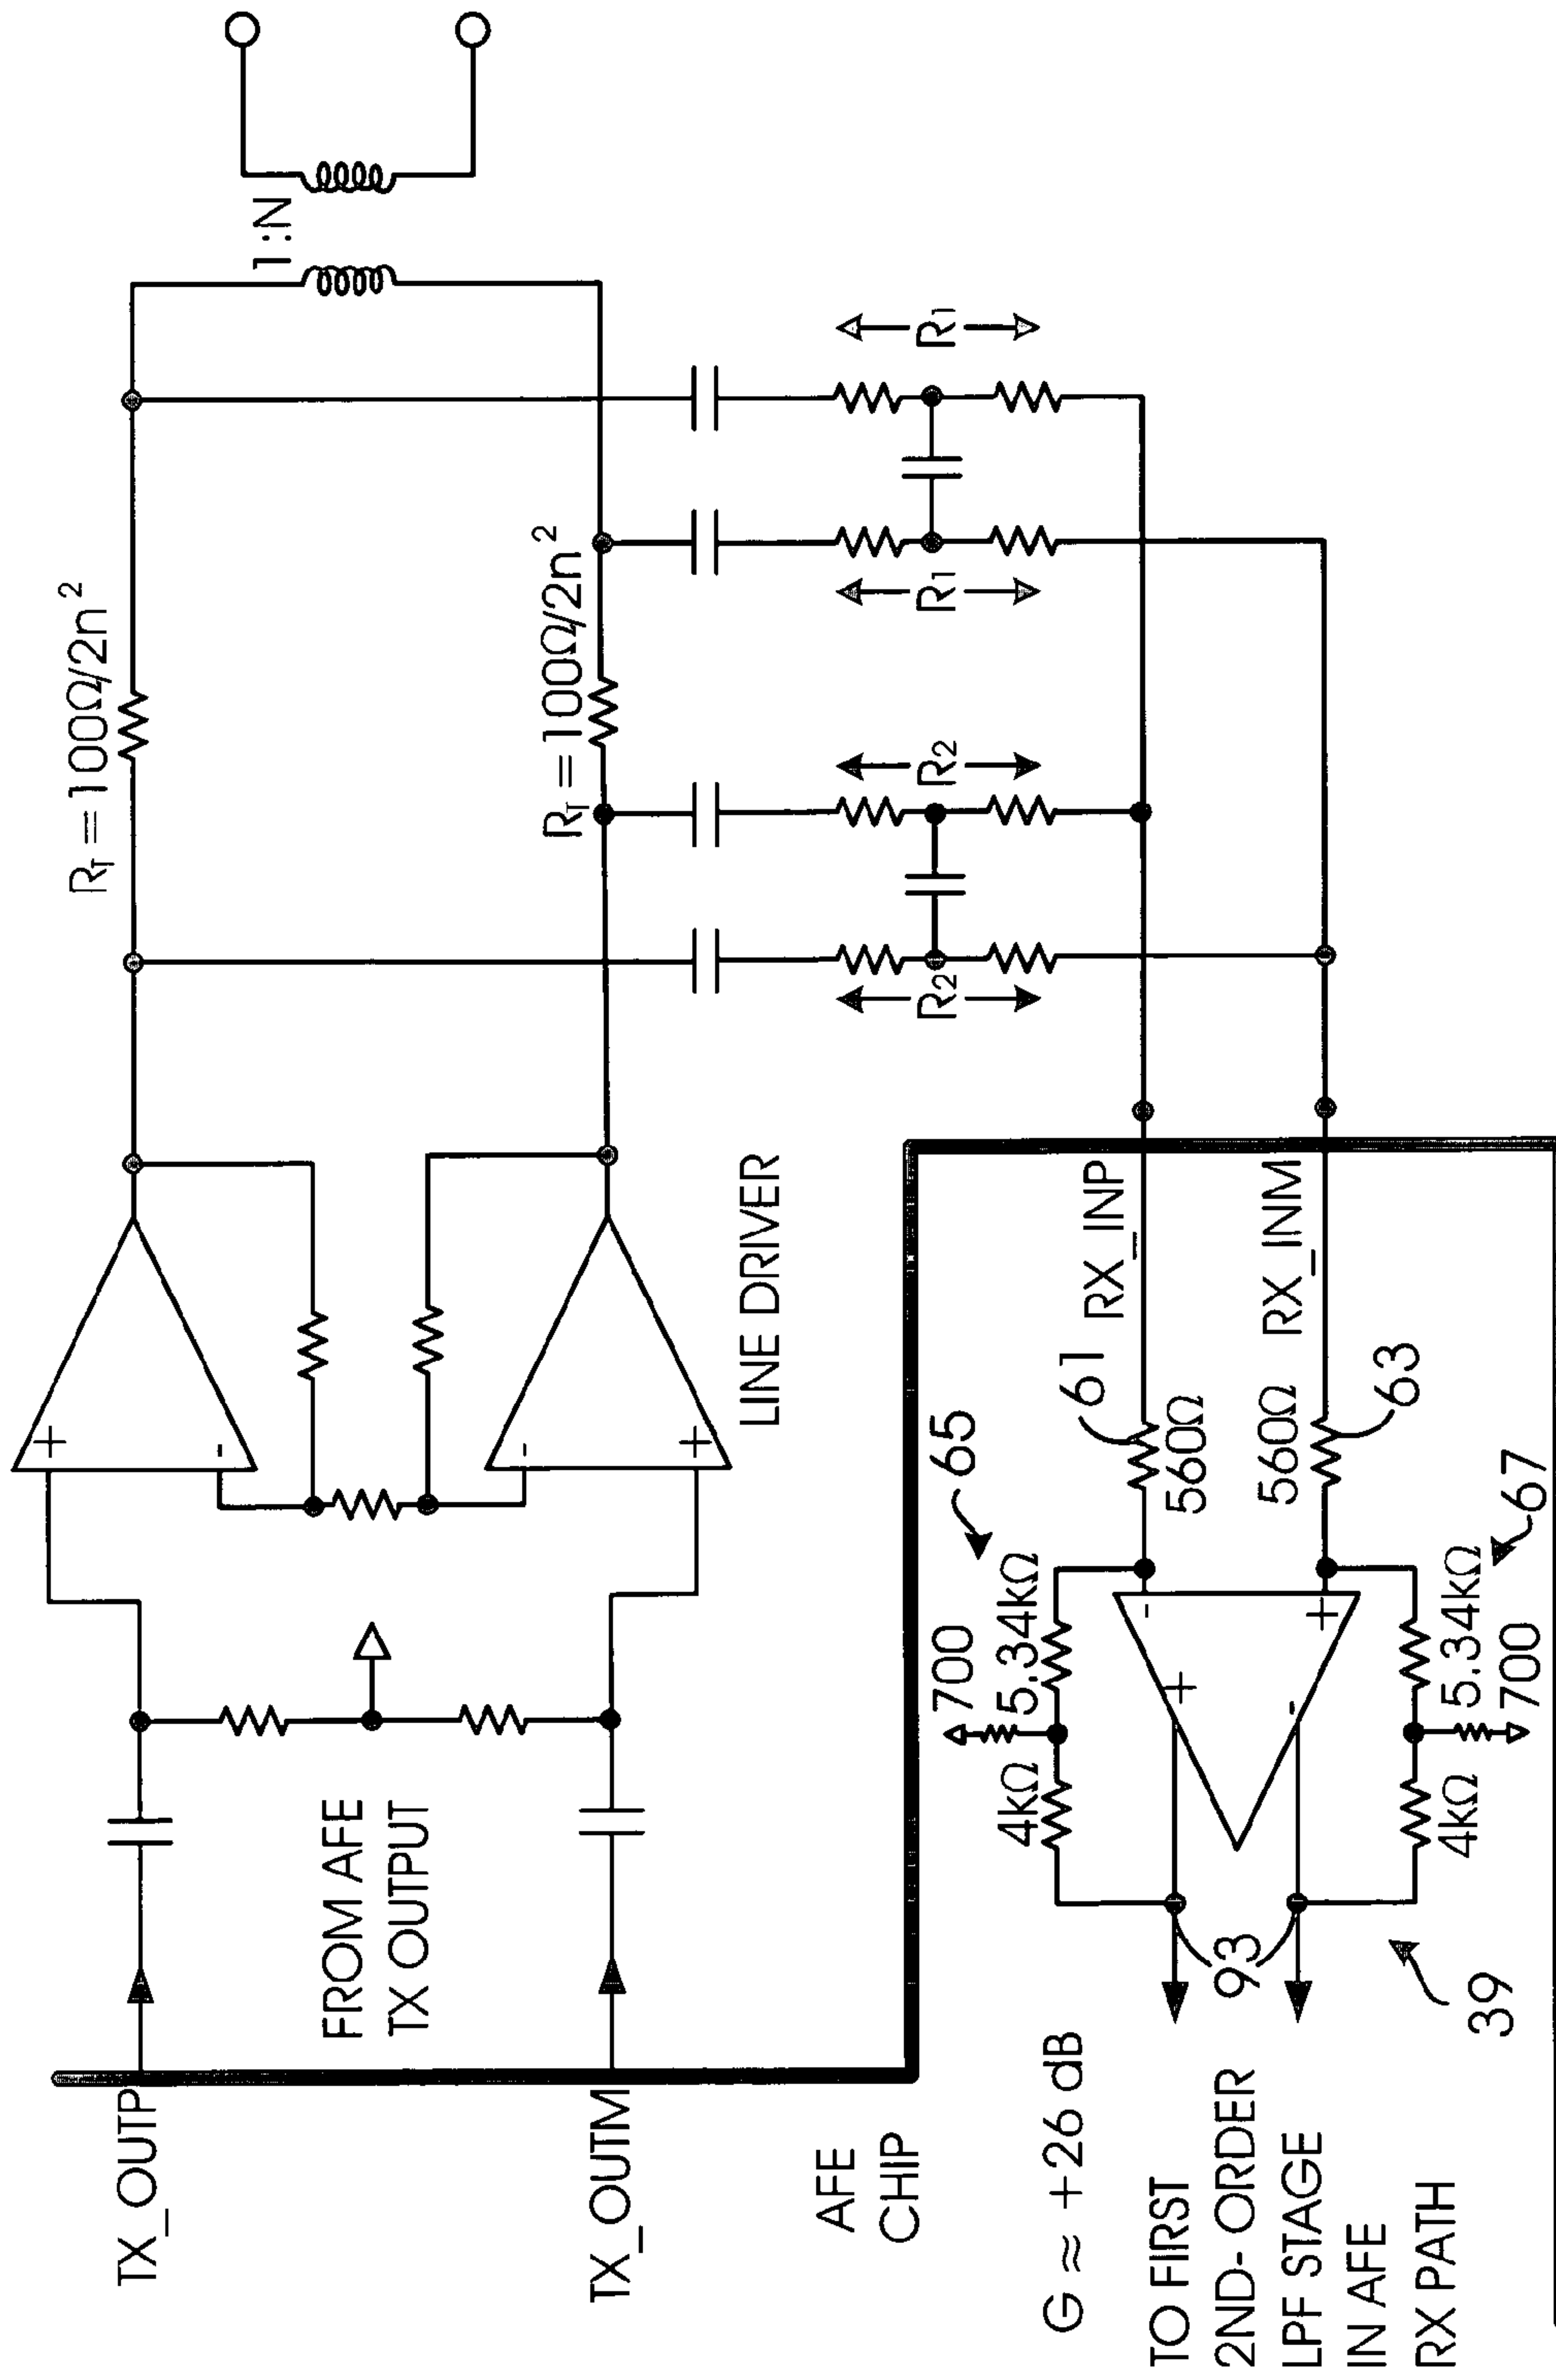 TX_OUTP
TX_OUTM
FROM AFE
TX OUTPUT
+
-
-
+
LINE DRIVER
R_T = 100Ω/2n²
R_T = 100Ω/2n²
1:N
R2
R2
R1
R1
AFE
CHIP
RX_INP
RX_INM
61
560Ω
560Ω
63
65
700
5.34kΩ
4kΩ
-
+
+
-
4kΩ
5.34kΩ
700
67
93
39
G ≈ +26 dB
TO FIRST
2ND- ORDER
LPF STAGE
IN AFE
RX PATH